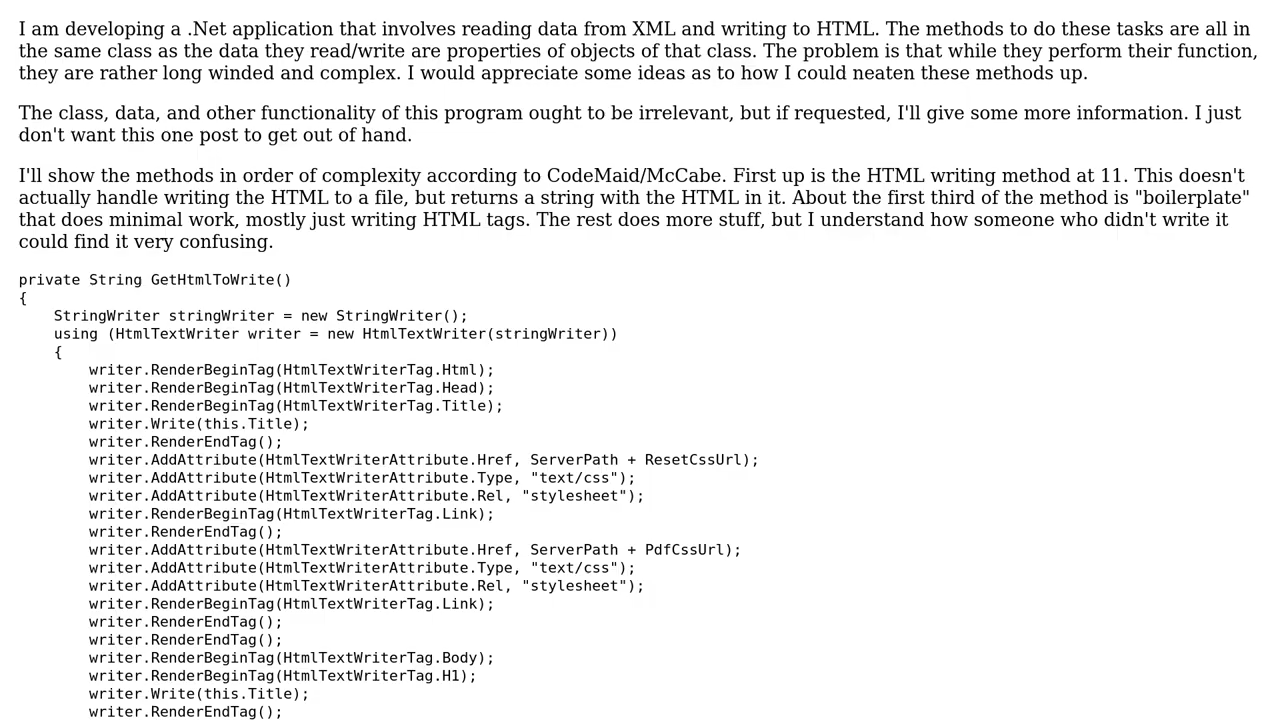 I am developing a .Net application that involves reading data from XML and writing to HTML. The methods to do these tasks are all in
the same class as the data they read/write are properties of objects of that class. The problem is that while they perform their function,
they are rather long winded and complex. I would appreciate some ideas as to how I could neaten these methods up.
The class, data, and other functionality of this program ought to be irrelevant, but if requested, I'll give some more information. I just
don't want this one post to get out of hand.
I'll show the methods in order of complexity according to CodeMaid/McCabe. First up is the HTML writing method at 11. This doesn't
actually handle writing the HTML to a file, but returns a string with the HTML in it. About the first third of the method is "boilerplate"
that does minimal work, mostly just writing HTML tags. The rest does more stuff, but I understand how someone who didn't write it
could find it very confusing.
private String GetHtmlToWrite()
{
    StringWriter stringWriter = new StringWriter();
    using (HtmlTextWriter writer = new HtmlTextWriter(stringWriter))
    {
        writer.RenderBeginTag(HtmlTextWriterTag.Html);
        writer.RenderBeginTag(HtmlTextWriterTag.Head);
        writer.RenderBeginTag(HtmlTextWriterTag.Title);
        writer.Write(this.Title);
        writer.RenderEndTag();
        writer.AddAttribute(HtmlTextWriterAttribute.Href, ServerPath + ResetCssUrl);
        writer.AddAttribute(HtmlTextWriterAttribute.Type, "text/css");
        writer.AddAttribute(HtmlTextWriterAttribute.Rel, "stylesheet");
        writer.RenderBeginTag(HtmlTextWriterTag.Link);
        writer.RenderEndTag();
        writer.AddAttribute(HtmlTextWriterAttribute.Href, ServerPath + PdfCssUrl);
        writer.AddAttribute(HtmlTextWriterAttribute.Type, "text/css");
        writer.AddAttribute(HtmlTextWriterAttribute.Rel, "stylesheet");
        writer.RenderBeginTag(HtmlTextWriterTag.Link);
        writer.RenderEndTag();
        writer.RenderEndTag();
        writer.RenderBeginTag(HtmlTextWriterTag.Body);
        writer.RenderBeginTag(HtmlTextWriterTag.H1);
        writer.Write(this.Title);
        writer.RenderEndTag();